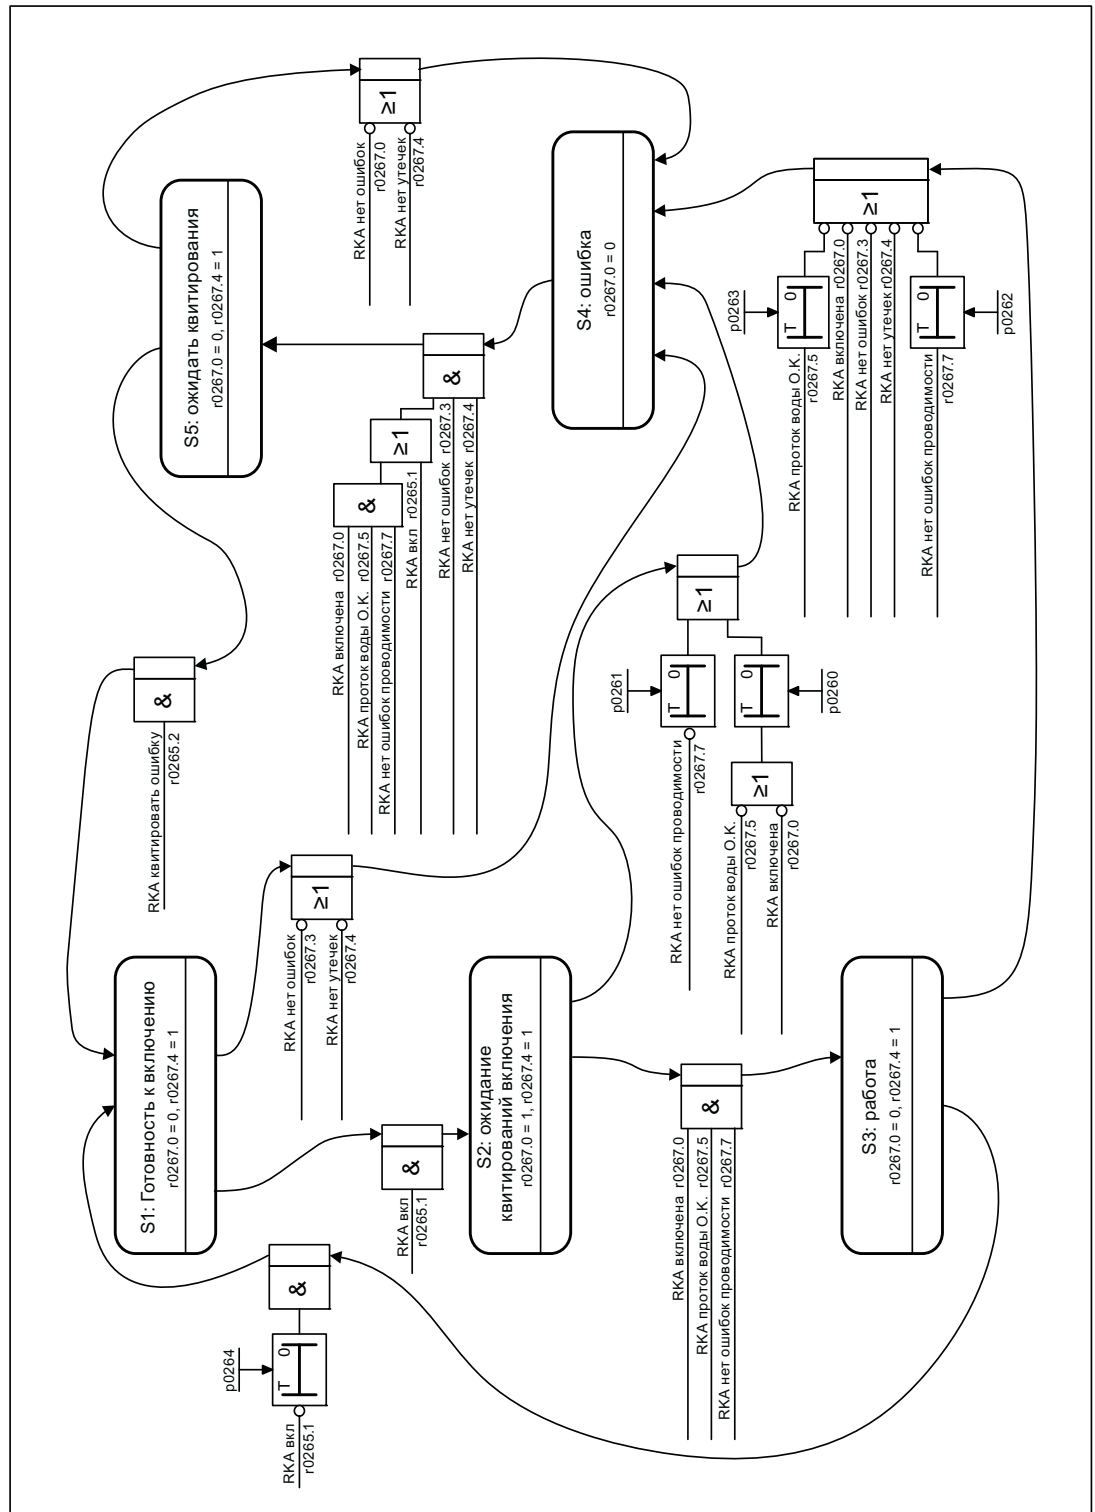 S1: Готовность к включению
r0267.0 = 0, r0267.4 = 1
RKA квитировать ошибку
r0265.2
&
S5: ожидать квитирования
r0267.0 = 0, r0267.4 = 1
p0264
RKA вкл
r0265.1
T 0
&
RKA нет ошибок
r0267.3
RKA нет утечек
r0267.4
≥1
RKA включена r0267.0
RKA проток воды O.K. r0267.5
RKA нет ошибок проводимости r0267.7
&
RKA вкл r0265.1
≥1
RKA нет ошибок r0267.3
RKA нет утечек r0267.4
&
RKA нет ошибок
r0267.0
RKA нет утечек
r0267.4
≥1
RKA вкл
r0265.1
&
S2: ожидание
квитирований включения
r0267.0 = 1, r0267.4 = 1
S4: ошибка
r0267.0 = 0
p0261
RKA нет ошибок проводимости
r0267.7
T 0
RKA проток воды O.K.
r0267.5
RKA включена
r0267.0
≥1
T 0
p0260
≥1
RKA включена r0267.0
RKA проток воды O.K. r0267.5
RKA нет ошибок проводимости r0267.7
&
p0263
RKA проток воды O.K.
r0267.5
T 0
RKA включена r0267.0
RKA нет ошибок r0267.3
RKA нет утечек r0267.4
RKA нет ошибок проводимости
r0267.7
T 0
p0262
≥1
S3: работа
r0267.0 = 0, r0267.4 = 1